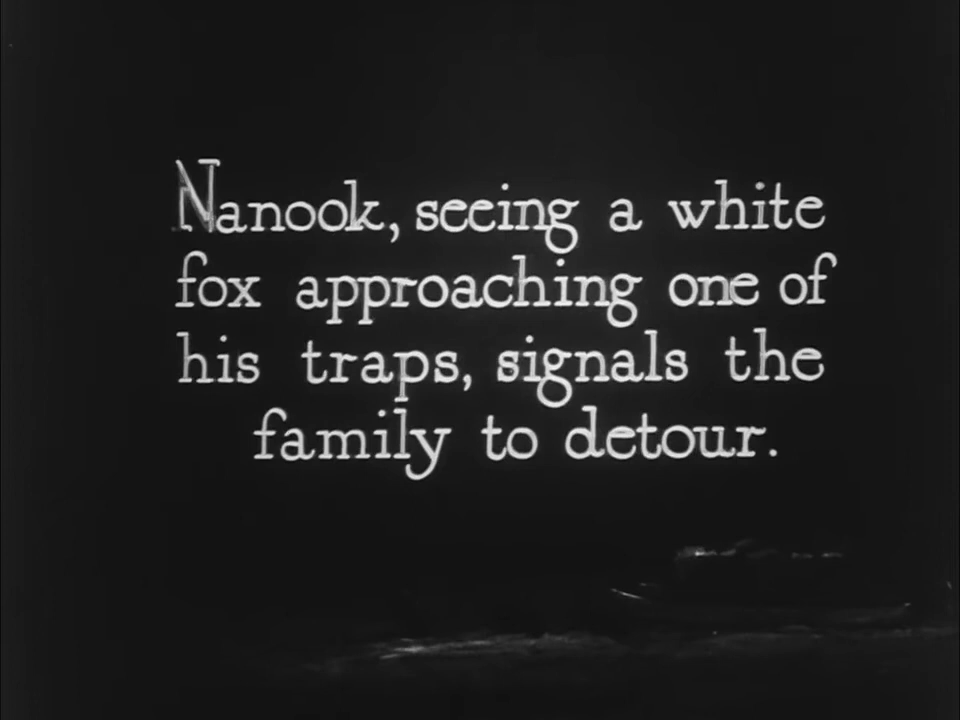 Nanook, seeing a white
fox approaching one of
his traps, signals the
family to detour.